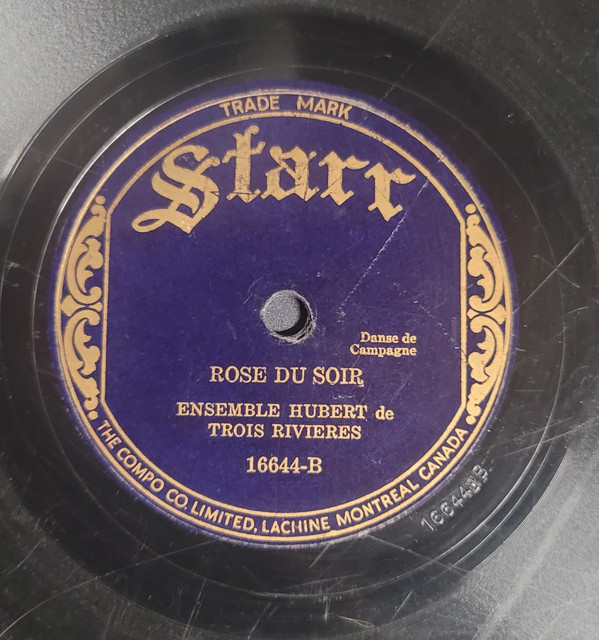 TRADE MARK
Starr
Danse de
Campagne
ROSE DU SOIR
ENSEMBLE HUBERT de
TROIS RIVIERES
16644-B
THE COMPO CO. LIMITED, LACHINE MONTREAL CANADA